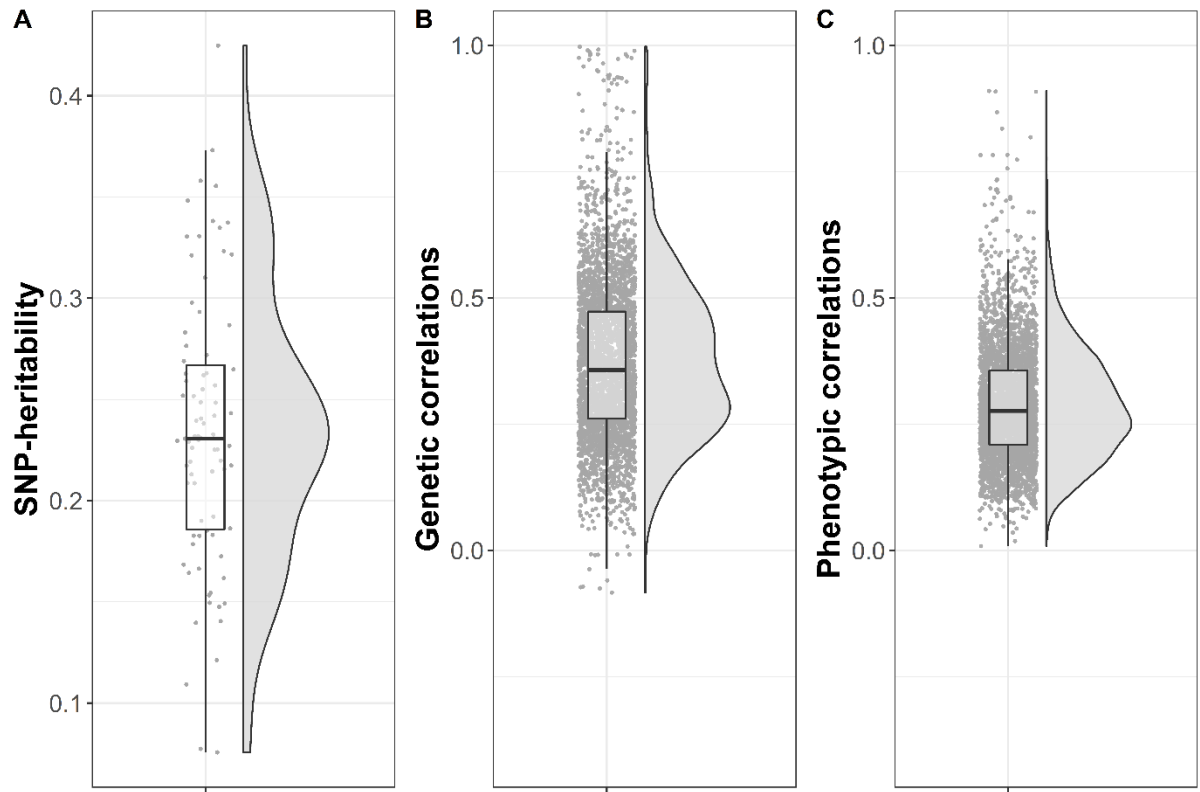 A
SNP-heritability
0.4
0.3
0.2
0.1
B
Genetic correlations
1.0
0.5
0.0
C
Phenotypic correlations
1.0
0.5
0.0